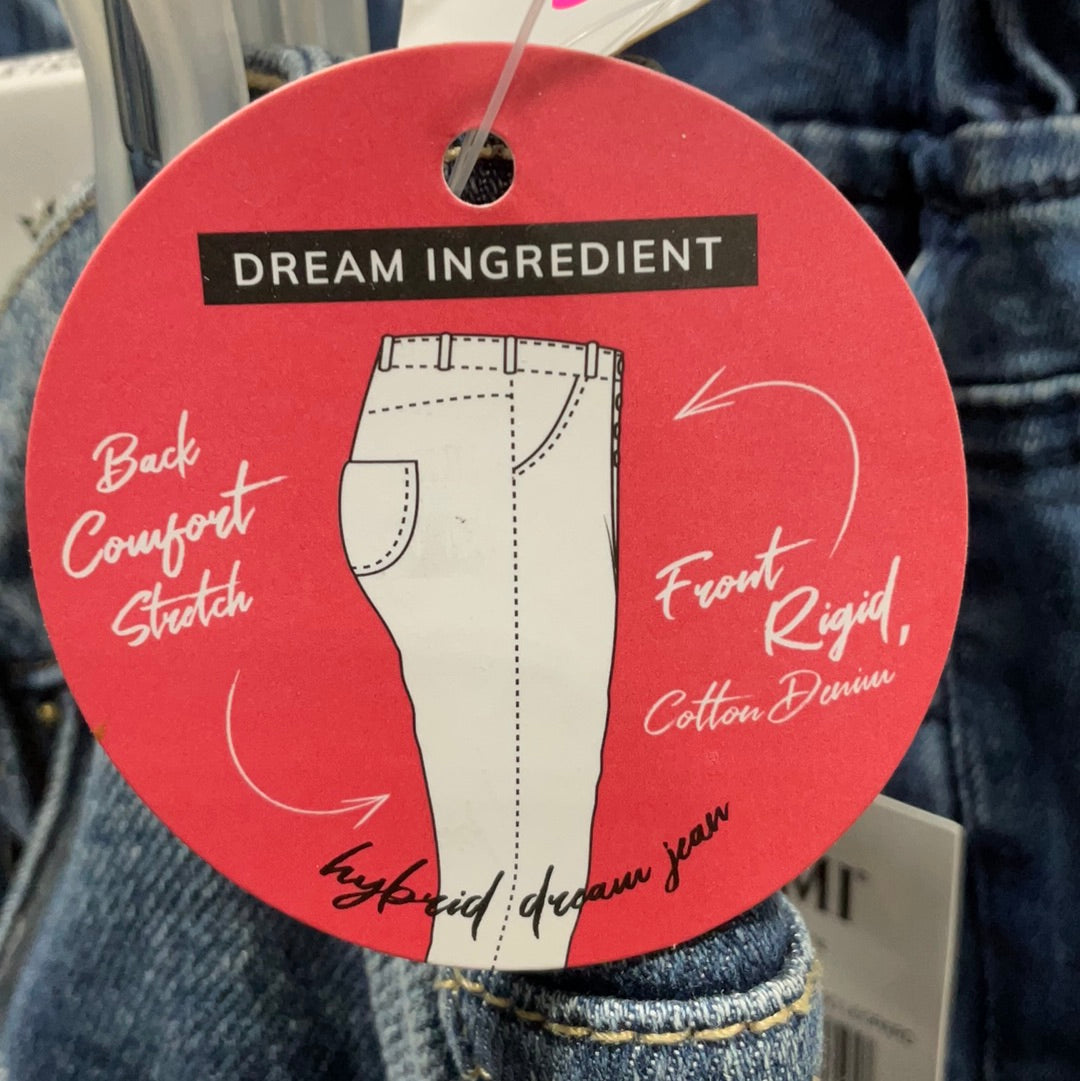 DREAM INGREDIENT
Back
Comfort
Stretch
Front
Rigid,
Cotton Denim
hybrid dream jean